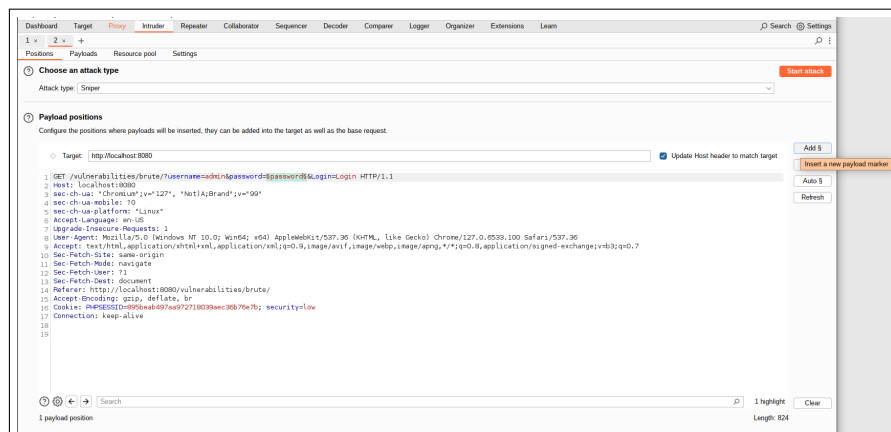 Dashboard Target Proxy Intruder Repeater Collaborator Sequencer Decoder Comparer Logger Organizer Extensions Learn Search Settings
1 × 2 × +
Positions Payloads Resource pool Settings
Choose an attack type
Start attack
Attack type: Sniper
Payload positions
Configure the positions where payloads will be inserted, they can be added into the target as well as the base request.
Add §
Target: http://localhost:8080 Update Host header to match target
Insert a new payload marker
Auto §
Refresh
1 GET /vulnerabilities/brute/?username=admin&password=§password§&Login=Login HTTP/1.1
2 Host: localhost:8080
3 sec-ch-ua: "Chromium";v="127", "Not)A;Brand";v="99"
4 sec-ch-ua-mobile: ?0
5 sec-ch-ua-platform: "Linux"
6 Accept-Language: en-US
7 Upgrade-Insecure-Requests: 1
8 User-Agent: Mozilla/5.0 (Windows NT 10.0; Win64; x64) AppleWebKit/537.36 (KHTML, like Gecko) Chrome/127.0.6533.100 Safari/537.36
9 Accept: text/html,application/xhtml+xml,application/xml;q=0.9,image/avif,image/webp,image/apng,*/*;q=0.8,application/signed-exchange;v=b3;q=0.7
10 Sec-Fetch-Site: same-origin
11 Sec-Fetch-Mode: navigate
12 Sec-Fetch-User: ?1
13 Sec-Fetch-Dest: document
14 Referer: http://localhost:8080/vulnerabilities/brute/
15 Accept-Encoding: gzip, deflate, br
16 Cookie: PHPSESSID=895beab497aa972718039aec36b76e7b; security=low
17 Connection: keep-alive
18
19
Search 1 highlight Clear
1 payload position Length: 824